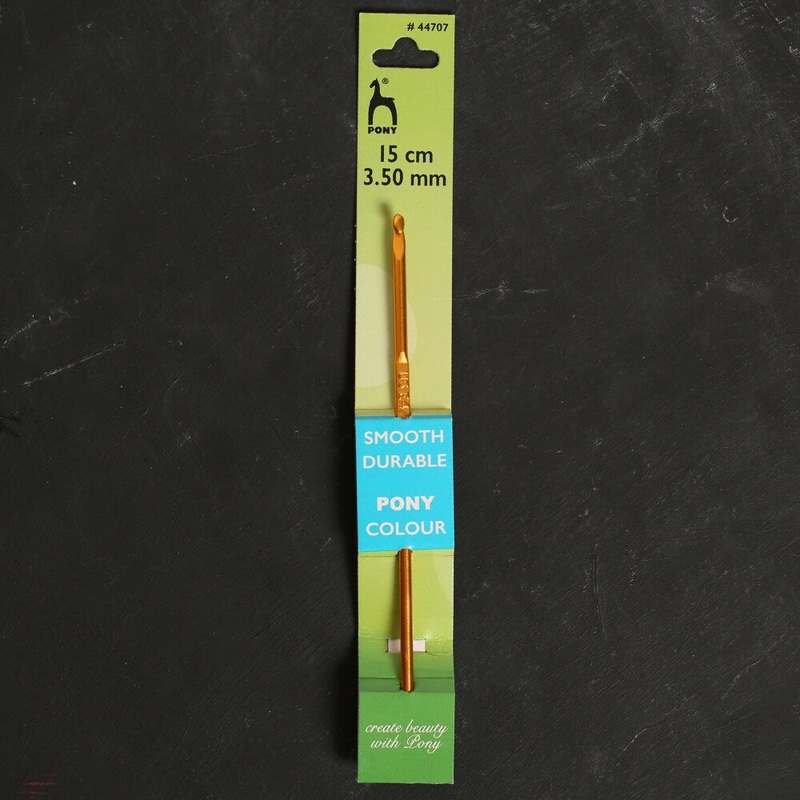 # 44707
®
PONY
15 cm
3.50 mm
SMOOTH
DURABLE
PONY
COLOUR
create beauty
with Pony